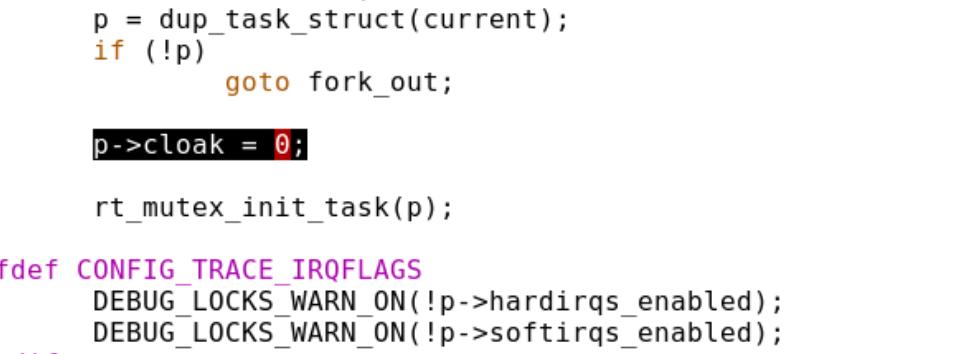 p = dup_task_struct(current);
if (!p)
goto fork_out;
p->cloak = 0;
rt_mutex_init_task(p);
fdef CONFIG_TRACE_IRQFLAGS
DEBUG_LOCKS_WARN_ON(!p->hardirqs_enabled);
DEBUG_LOCKS_WARN_ON(!p->softirqs_enabled);